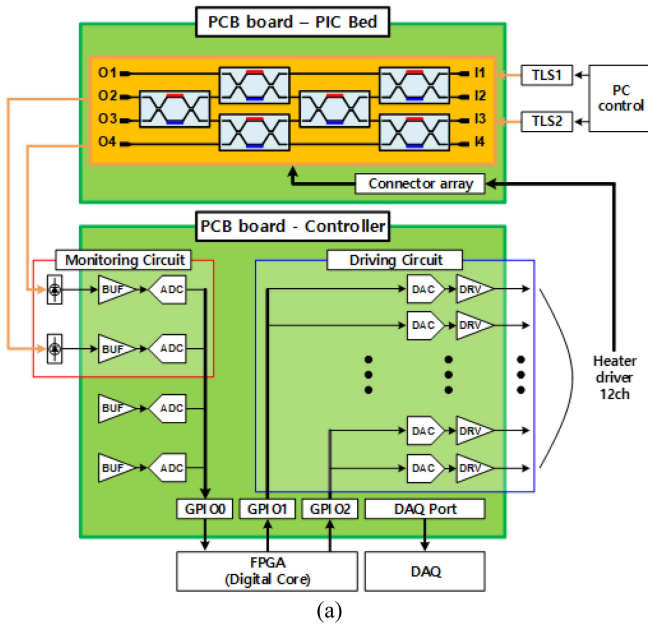 PCB board – PIC Bed
O1
I1
TLS1
O2
I2
PC
control
O3
I3
TLS2
O4
I4
Connector array
PCB board - Controller
Monitoring Circuit
Driving Circuit
BUF
ADC
DAC
DRV
DAC
DRV
BUF
ADC
Heater
driver
12ch
BUF
ADC
DAC
DRV
BUF
ADC
DAC
DRV
GPIO0
GPIO1
GPIO2
DAQ Port
FPGA
(Digital Core)
DAQ
(a)